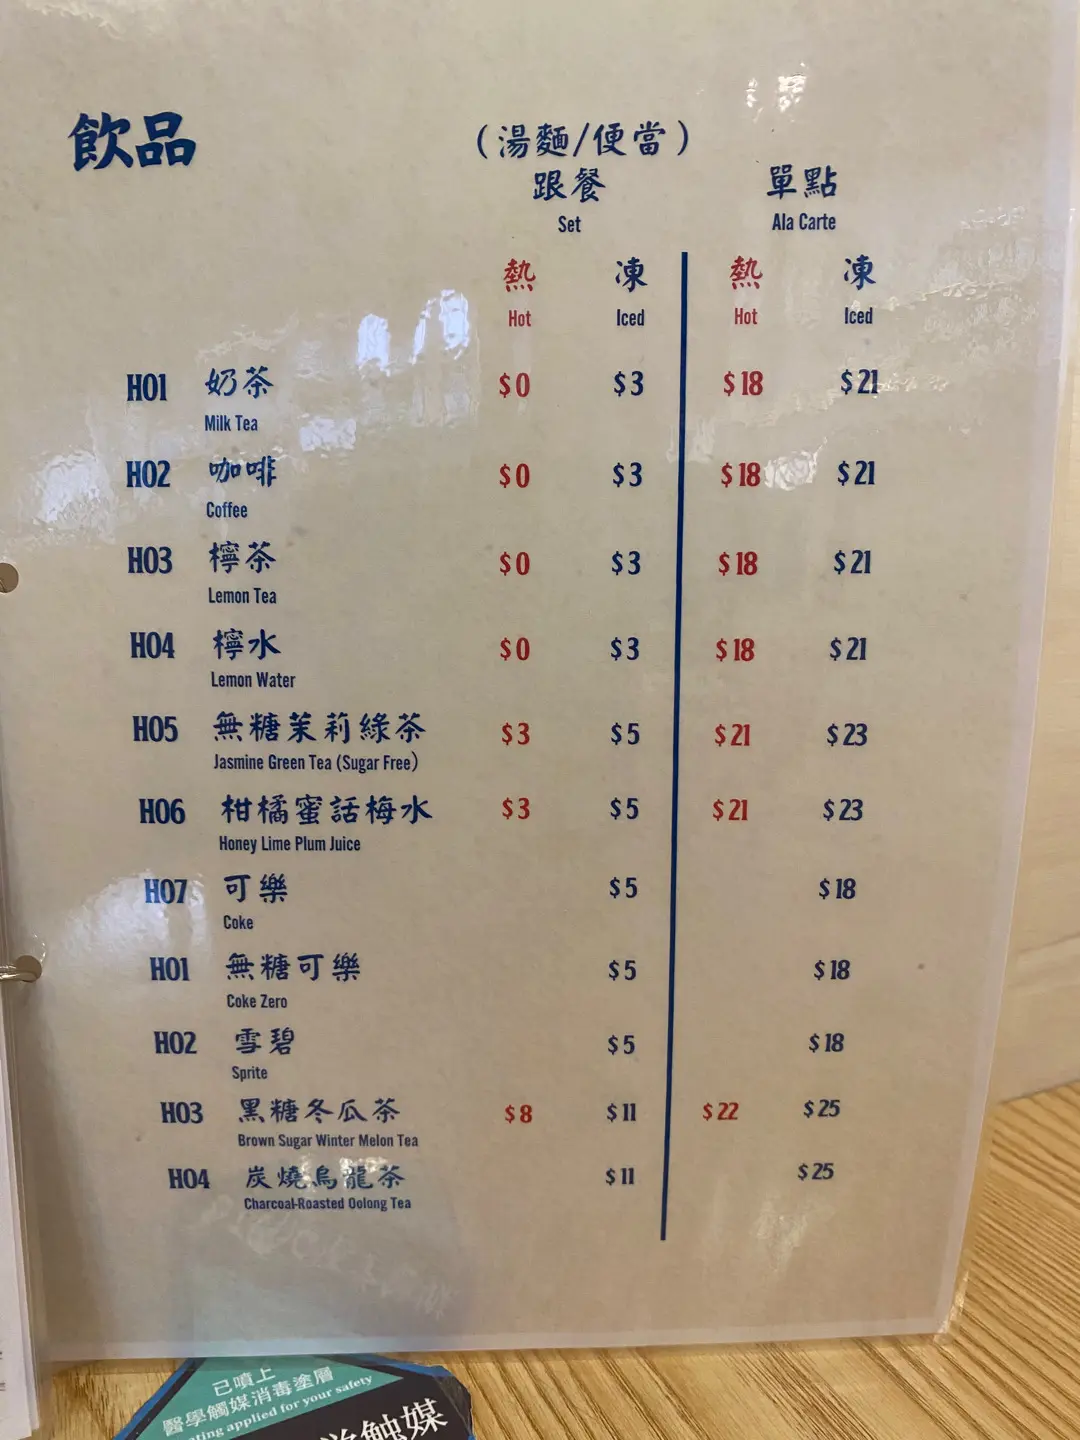 飲品
(湯麵/便當)
跟餐 單點
Set Ala Carte
熱 凍 熱 凍
Hot Iced Hot Iced
H01 奶茶 $0 $3 $18 $21
Milk Tea
H02 咖啡 $0 $3 $18 $21
Coffee
H03 檸茶 $0 $3 $18 $21
Lemon Tea
H04 檸水 $0 $3 $18 $21
Lemon Water
H05 無糖茉莉綠茶 $3 $5 $21 $23
Jasmine Green Tea (Sugar Free)
H06 柑橘蜜話梅水 $3 $5 $21 $23
Honey Lime Plum Juice
H07 可樂 $5 $18
Coke
H01 無糖可樂 $5 $18
Coke Zero
H02 雪碧 $5 $18
Sprite
H03 黑糖冬瓜茶 $8 $11 $22 $25
Brown Sugar Winter Melon Tea
H04 炭燒烏龍茶 $11 $25
Charcoal-Roasted Oolong Tea
已噴上
醫學觸媒消毒塗層
applied for your safety
觸媒